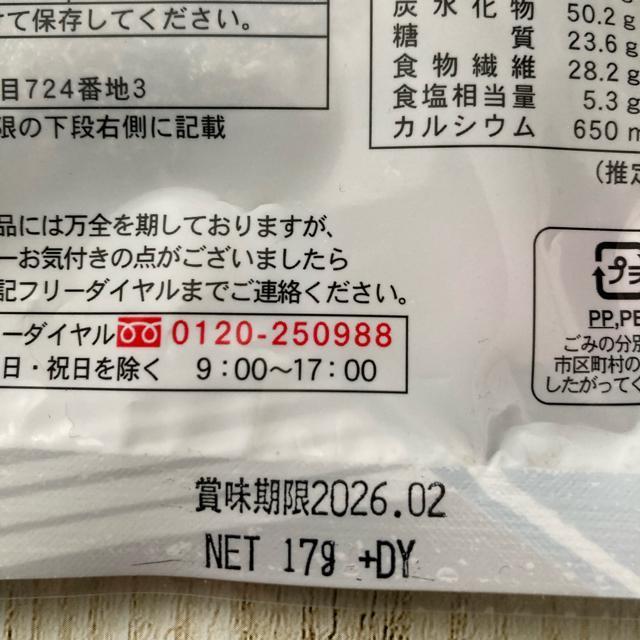 けて保存してください。
目724番地3
限の下段右側に記載
炭水化物 50.2g
糖質 23.6g
食物繊維 28.2g
食塩相当量 5.3g
カルシウム 650m
(推定
品には万全を期しておりますが、
一お気付きの点がございましたら
記フリーダイヤルまでご連絡ください。
ーダイヤル 0120-250988
日・祝日を除く 9:00〜17:00
プラ
PP,PE
ごみの分別
市区町村の
したがってく
賞味期限2026.02
NET 17g +DY